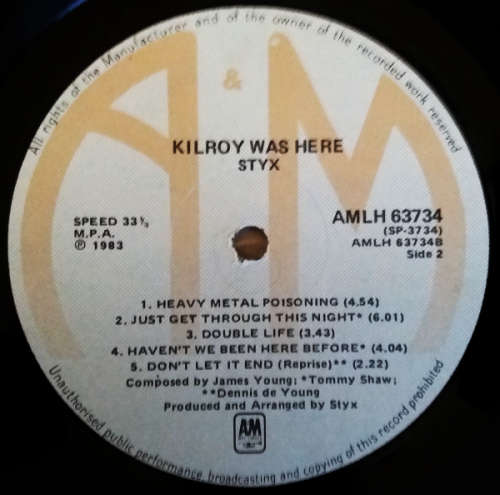 All rights of the Manufacturer and of the owner of the recorded work reserved
A & M
KILROY WAS HERE
STYX
SPEED 33⅓
M.P.A.
℗ 1983
AMLH 63734
(SP-3734)
AMLH 63734B
Side 2
1. HEAVY METAL POISONING (4.54)
2. JUST GET THROUGH THIS NIGHT* (6.01)
3. DOUBLE LIFE (3.43)
4. HAVEN'T WE BEEN HERE BEFORE* (4.04)
5. DON'T LET IT END (Reprise)** (2.22)
Composed by James Young; *Tommy Shaw;
**Dennis de Young
Produced and Arranged by Styx
A&M
Unauthorised public performance, broadcasting and copying of this record prohibited